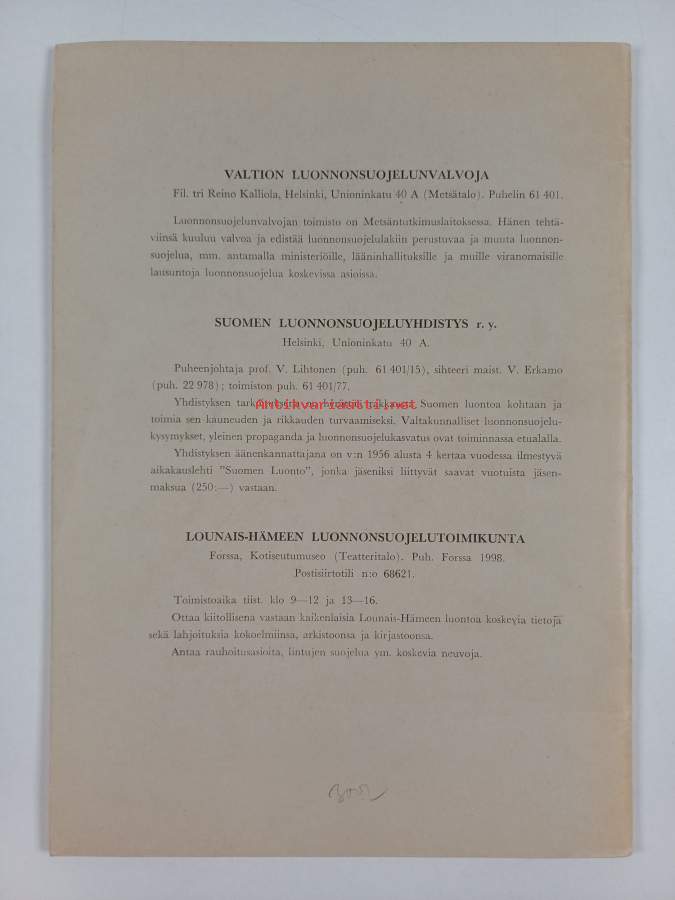 VALTION LUONNONSUOJELUNVALVOJA
Fil. tri Reino Kalliola, Helsinki, Unioninkatu 40 A (Metsätalo). Puhelin 61 401.
Luonnonsuojelunvalvojan toimisto on Metsäntutkimuslaitoksessa. Hänen tehtä-
viinsä kuuluu valvoa ja edistää luonnonsuojelulakiin perustuvaa ja muuta luonnon-
suojelua, mm. antamalla ministeriöille, lääninhallituksille ja muille viranomaisille
lausuntoja luonnonsuojelua koskevissa asioissa.
SUOMEN LUONNONSUOJELUYHDISTYS r. y.
Helsinki, Unioninkatu 40 A.
Puheenjohtaja prof. V. Lihtonen (puh. 61 401/15), sihteeri maist. V. Erkamo
(puh. 22 978); toimiston puh. 61 401/77.
Yhdistyksen tarkoituksena on herättää rakkautta Suomen luontoa kohtaan ja
Antikvariaatti.net
toimia sen kauneuden ja rikkauden turvaamiseksi. Valtakunnalliset luonnonsuojelu-
kysymykset, yleinen propaganda ja luonnonsuojelukasvatus ovat toiminnassa etualalla.
Yhdistyksen äänenkannattajana on v:n 1956 alusta 4 kertaa vuodessa ilmestyvä
aikakauslehti "Suomen Luonto", jonka jäseniksi liittyvät saavat vuotuista jäsen-
maksua (250:—) vastaan.
LOUNAIS-HÄMEEN LUONNONSUOJELUTOIMIKUNTA
Forssa, Kotiseutumuseo (Teatteritalo). Puh. Forssa 1998.
Postisiirtotili n:o 68621.
Toimistoaika tiist. klo 9—12 ja 13—16.
Ottaa kiitollisena vastaan kaikenlaisia Lounais-Hämeen luontoa koskevia tietoja
sekä lahjoituksia kokoelmiinsa, arkistoonsa ja kirjastoonsa.
Antaa rauhoitusasioita, lintujen suojelua ym. koskevia neuvoja.